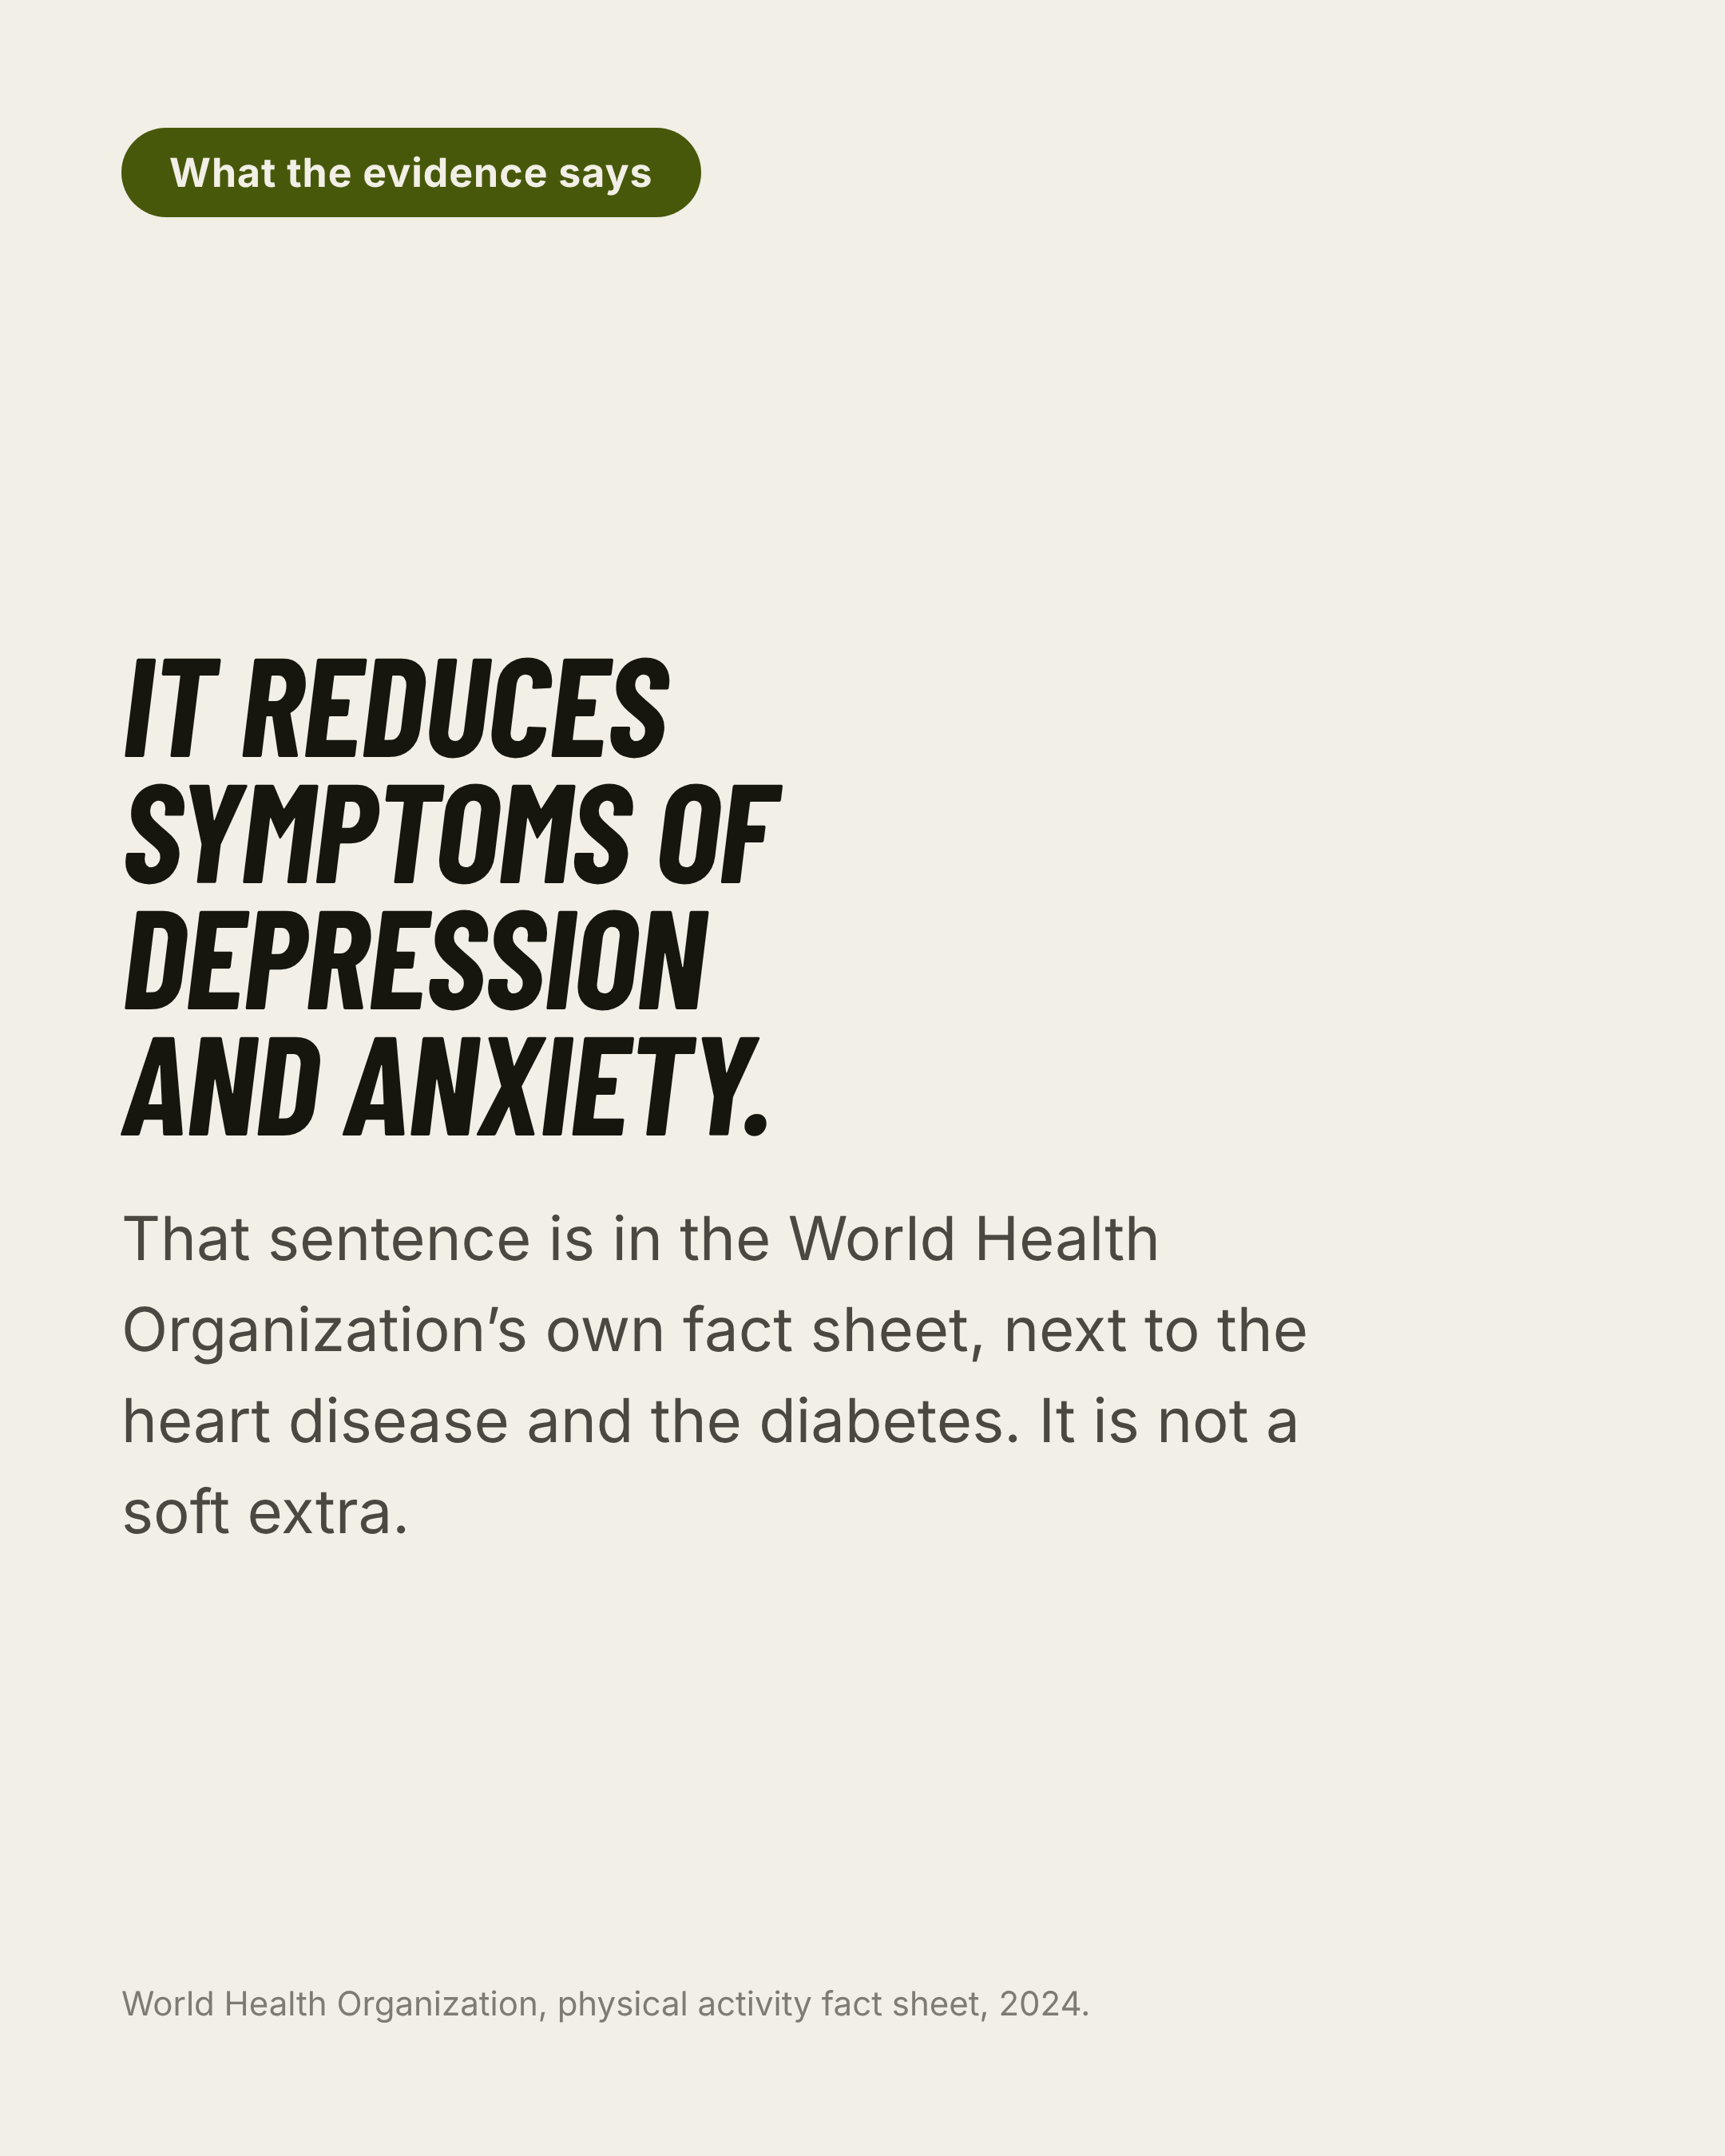 What the evidence says
IT REDUCES
SYMPTOMS OF
DEPRESSION
AND ANXIETY.
That sentence is in the World Health
Organization’s own fact sheet, next to the
heart disease and the diabetes. It is not a
soft extra.
World Health Organization, physical activity fact sheet, 2024.